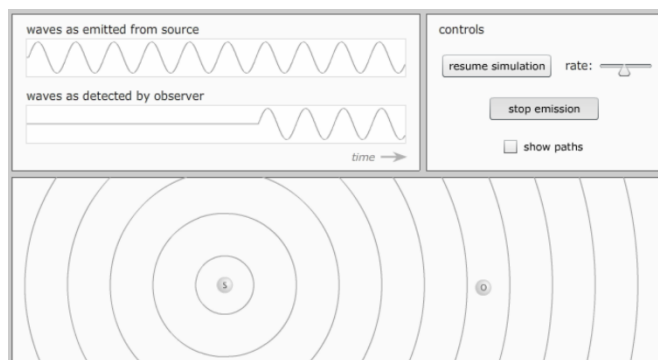 waves as emitted from source
waves as detected by observer
time
controls
resume simulation
rate:
stop emission
show paths
S
O